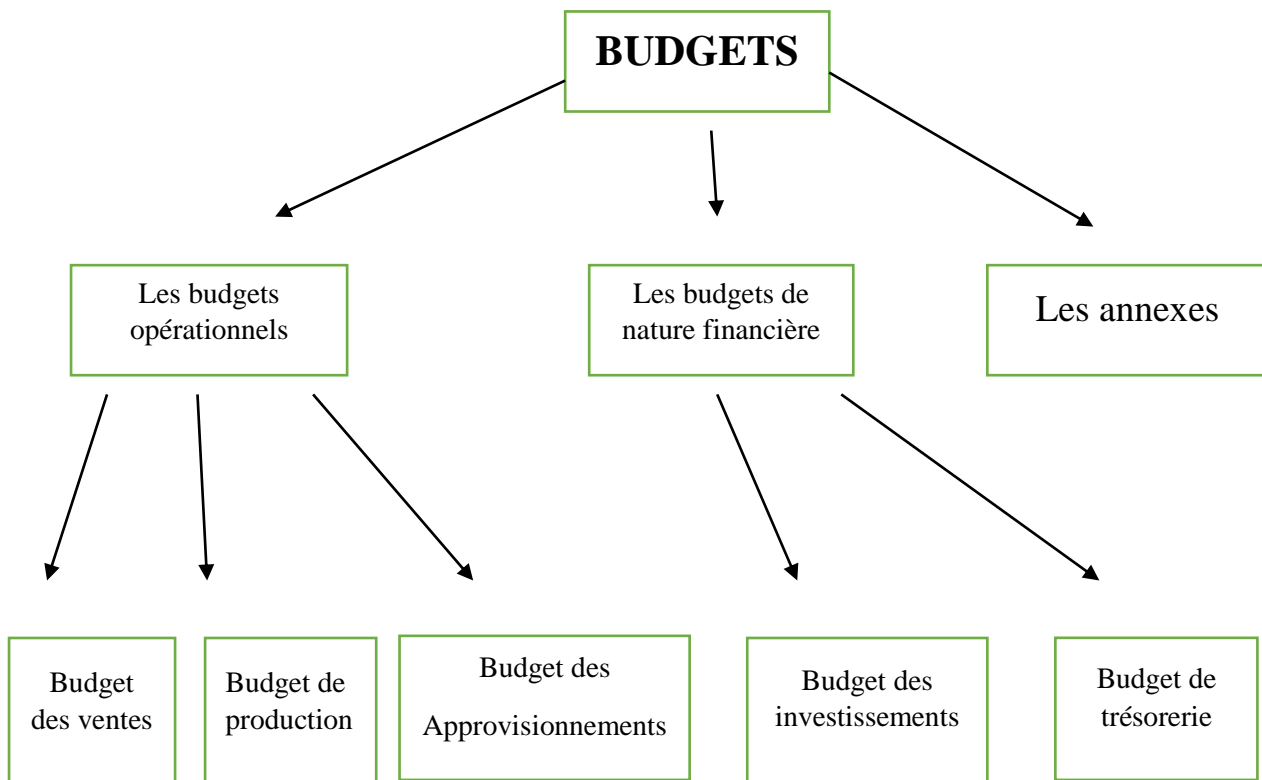 BUDGETS
Les budgets
opérationnels
Les budgets de
nature financière
Les annexes
Budget
des ventes
Budget de
production
Budget des
Approvisionnements
Budget des
investissements
Budget de
trésorerie